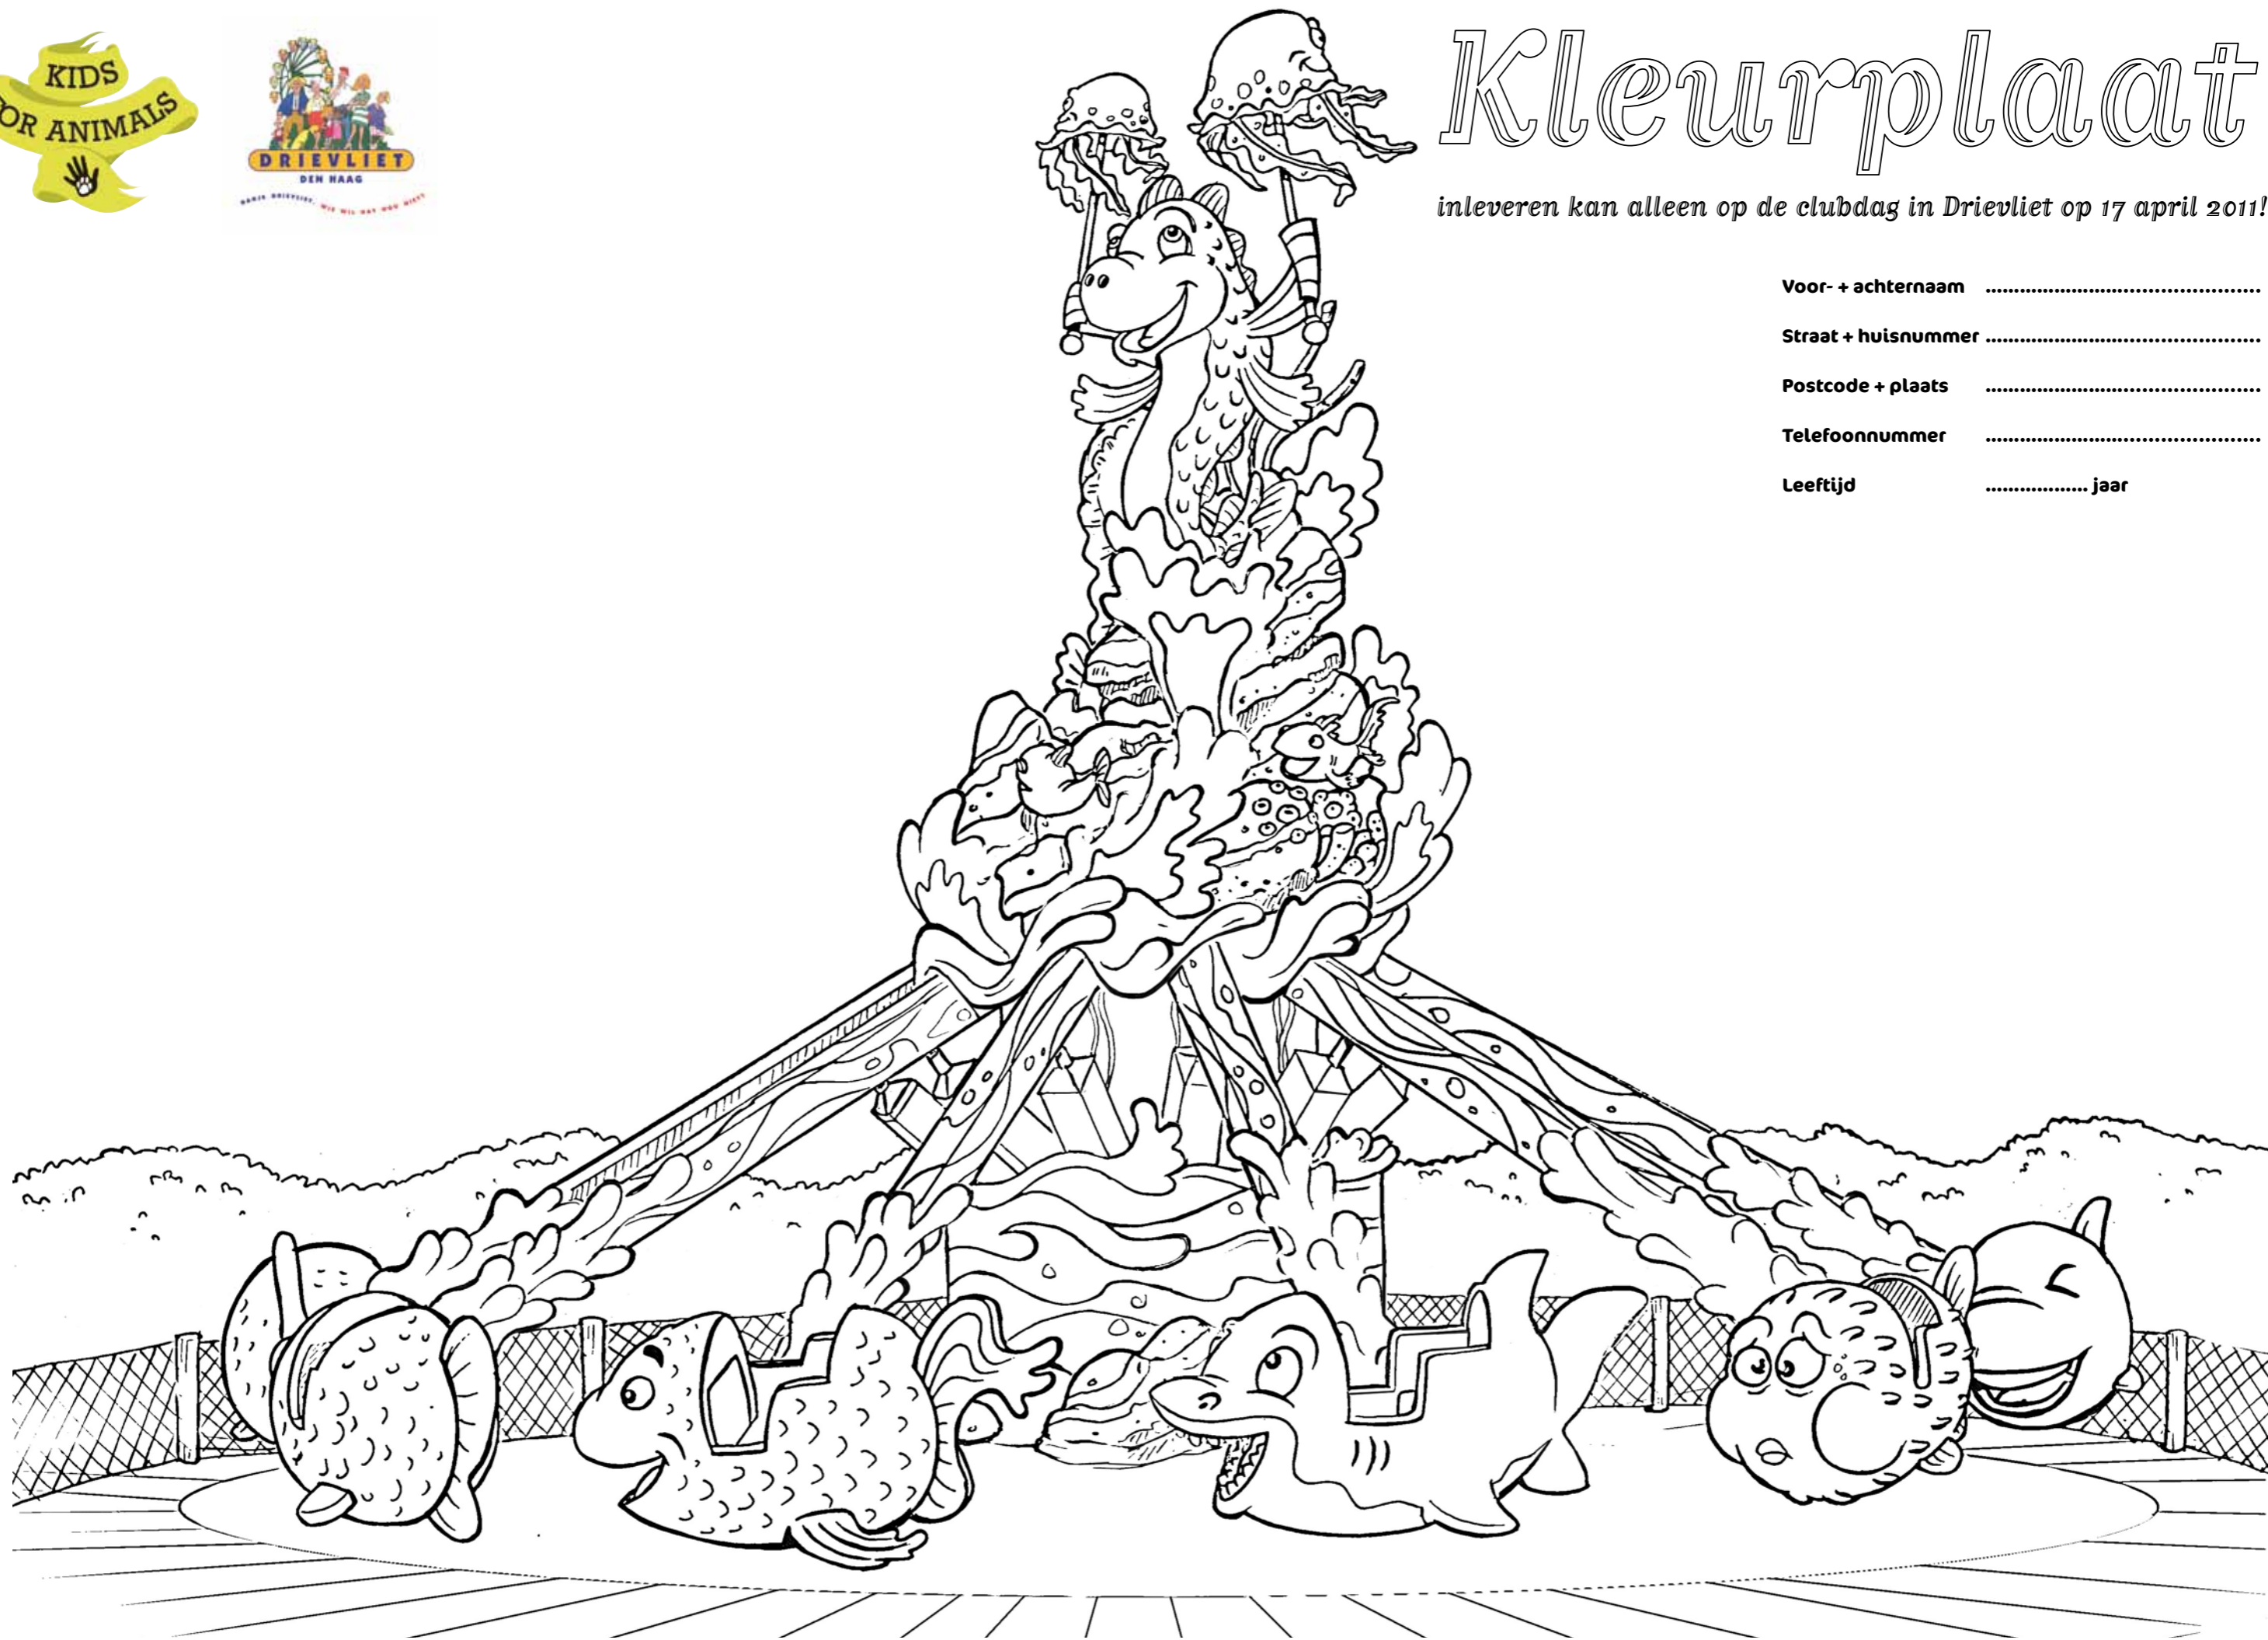 KIDS
FOR ANIMALS
DRIEVLIET
DEN HAAG
Kleurplaat
inleveren kan alleen op de clubdag in Drievliet op 17 april 2011!
Voor- + achternaam ................................................
Straat + huisnummer ................................................
Postcode + plaats ................................................
Telefoonnummer ................................................
Leeftijd .................. jaar